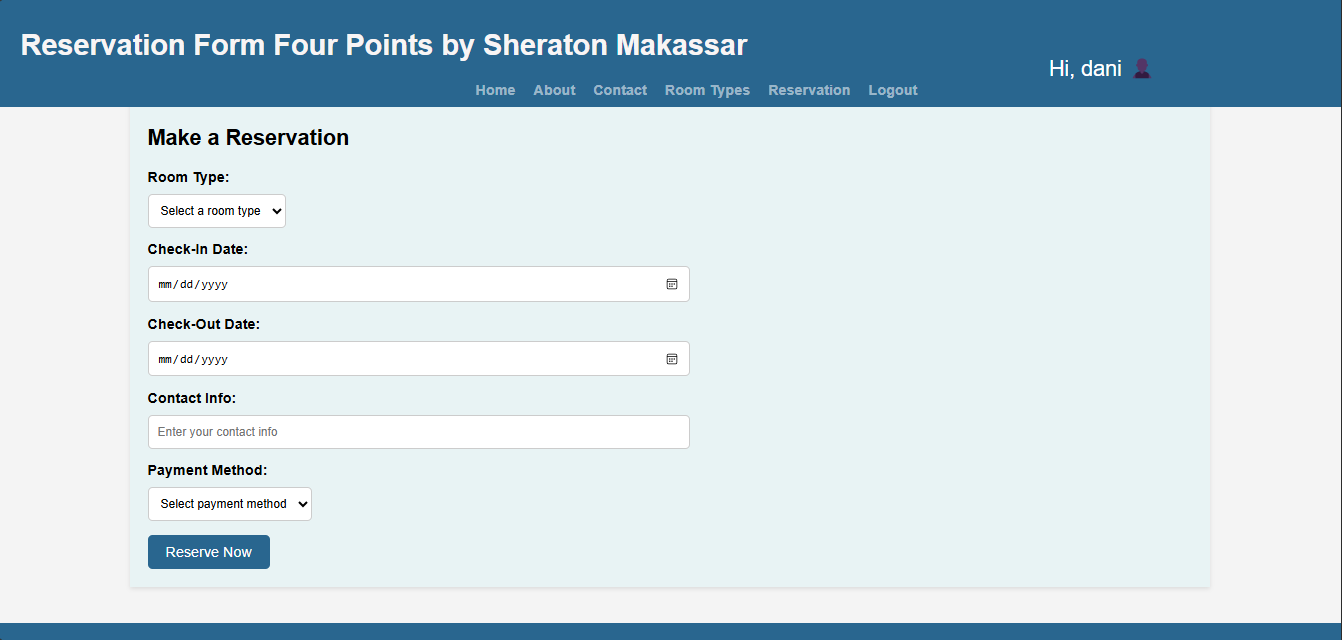 Reservation Form Four Points by Sheraton Makassar
Hi, dani
Home About Contact Room Types Reservation Logout
Make a Reservation
Room Type:
Select a room type
Check-In Date:
mm/dd/yyyy
Check-Out Date:
mm/dd/yyyy
Contact Info:
Enter your contact info
Payment Method:
Select payment method
Reserve Now